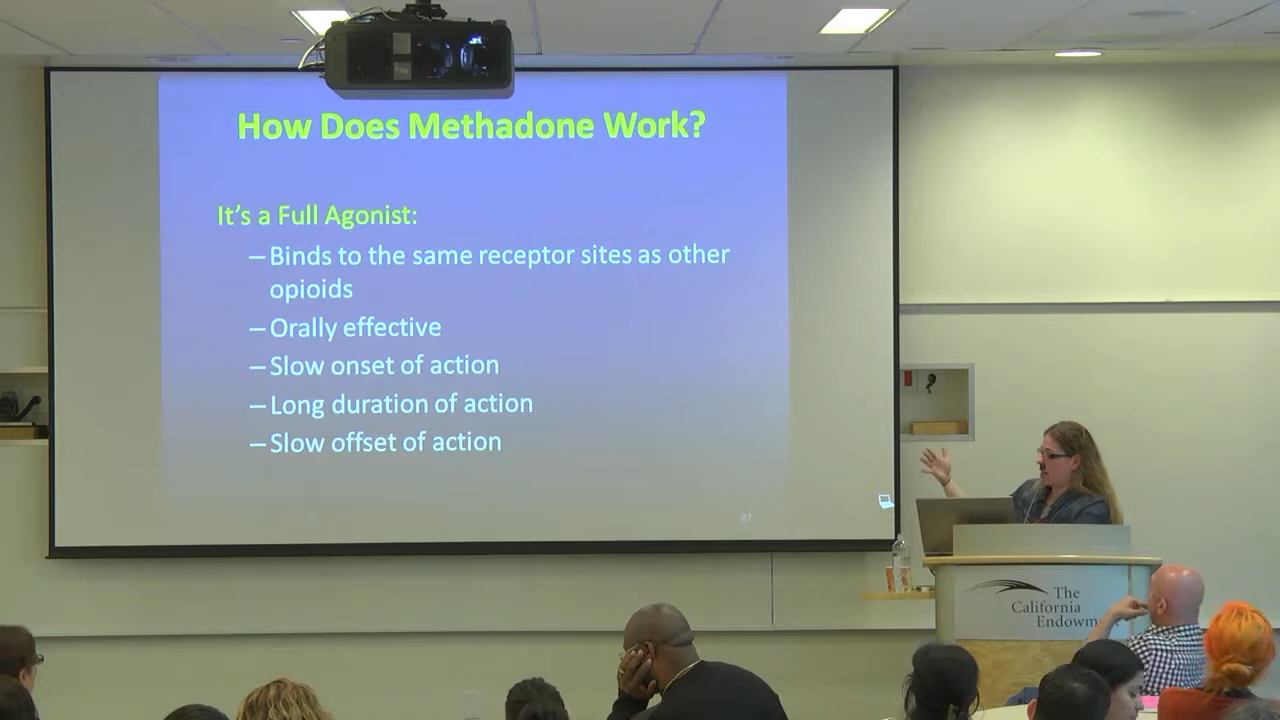 How Does Methadone Work?
It's a Full Agonist:
–Binds to the same receptor sites as other
opioids
–Orally effective
–Slow onset of action
–Long duration of action
–Slow offset of action
87
The
California
Endowm